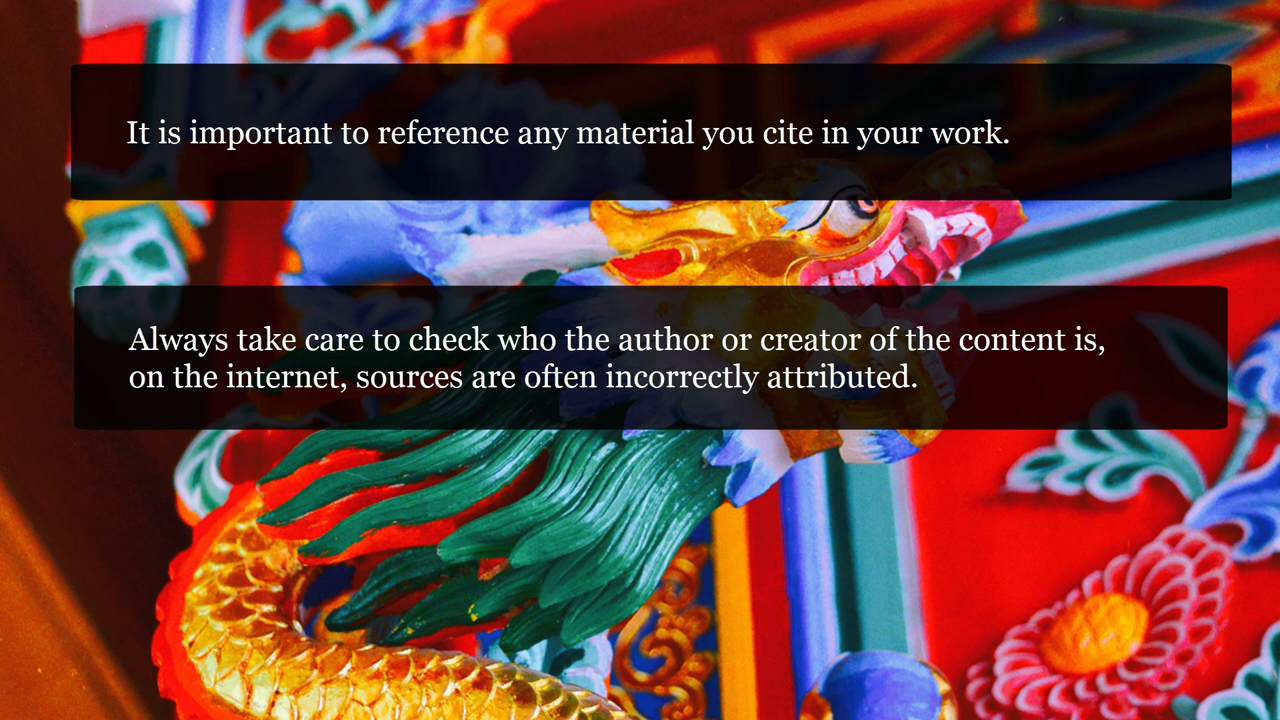 It is important to reference any material you cite in your work.
Always take care to check who the author or creator of the content is,
on the internet, sources are often incorrectly attributed.